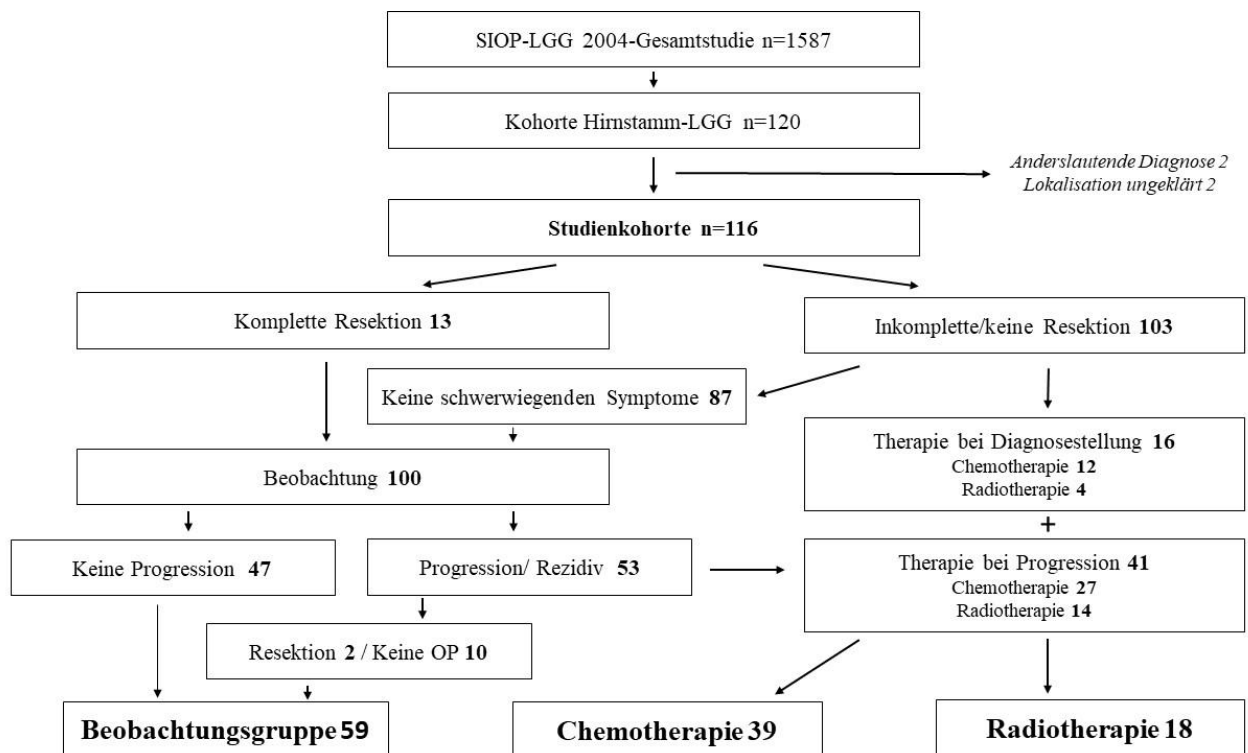 SIOP-LGG 2004-Gesamtstudie n=1587
Kohorte Hirnstamm-LGG n=120
Anderslautende Diagnose 2
Lokalisation ungeklärt 2
Studienkohorte n=116
Komplette Resektion 13
Inkomplette/keine Resektion 103
Keine schwerwiegenden Symptome 87
Therapie bei Diagnosestellung 16
Chemotherapie 12
Radiotherapie 4
Beobachtung 100
+
Keine Progression 47
Progression/ Rezidiv 53
Therapie bei Progression 41
Chemotherapie 27
Radiotherapie 14
Resektion 2 / Keine OP 10
Beobachtungsgruppe 59
Chemotherapie 39
Radiotherapie 18